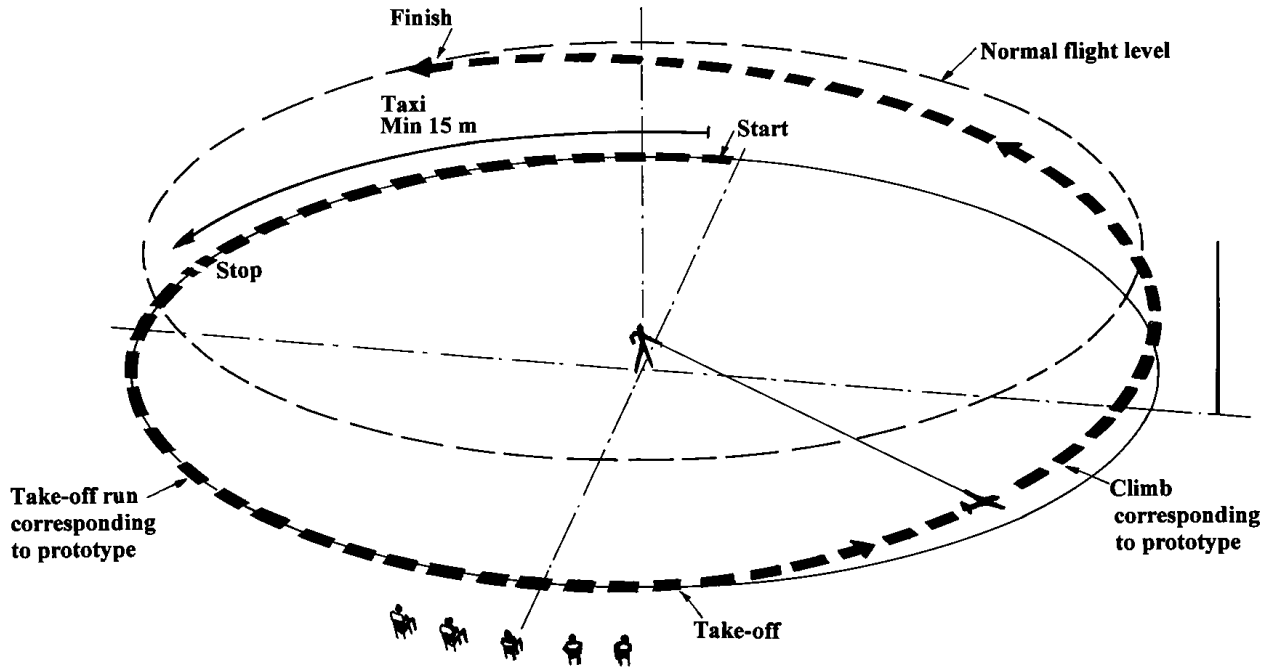 Finish
Normal flight level
Taxi
Min 15 m
Start
Stop
Take-off run
corresponding
to prototype
Climb
corresponding
to prototype
Take-off